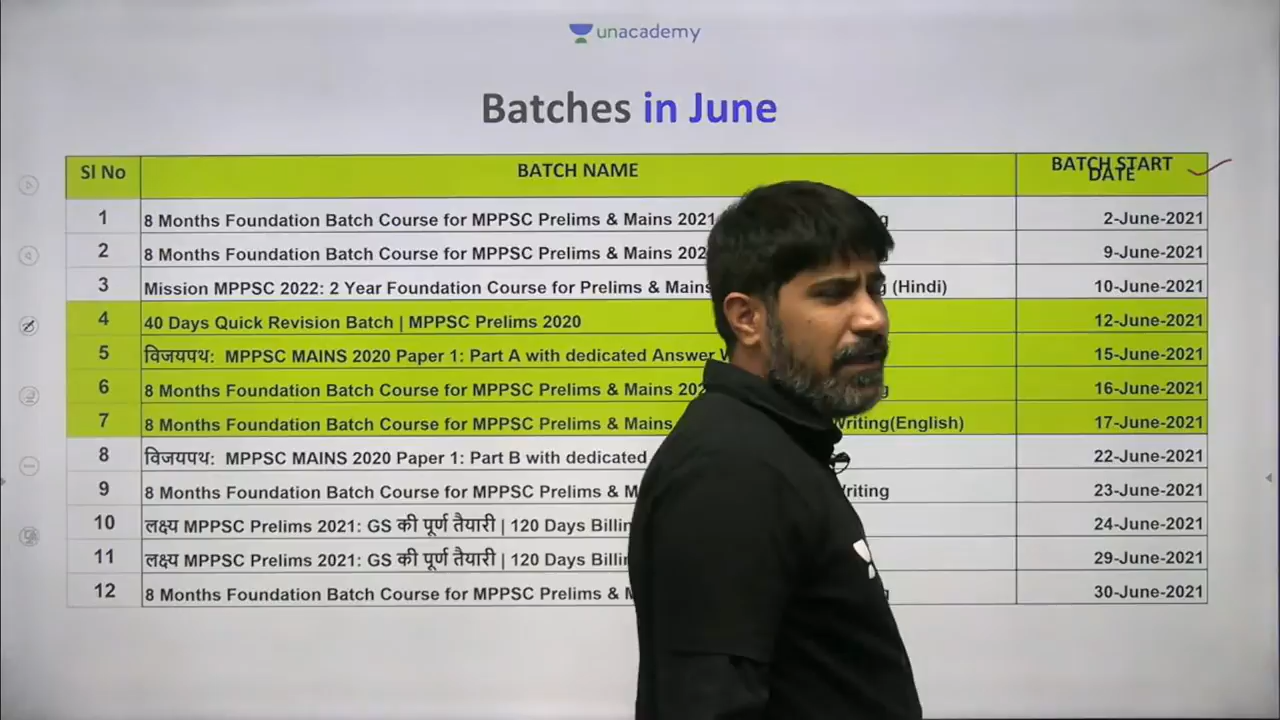 unacademy
Batches in June
Sl No BATCH NAME BATCH START DATE
1 8 Months Foundation Batch Course for MPPSC Prelims & Mains 2021 2-June-2021
2 8 Months Foundation Batch Course for MPPSC Prelims & Mains 9-June-2021
3 Mission MPPSC 2022: 2 Year Foundation Course for Prelims & Mains (Hindi) 10-June-2021
4 40 Days Quick Revision Batch | MPPSC Prelims 2020 12-June-2021
5 विजयपथ: MPPSC MAINS 2020 Paper 1: Part A with dedicated Answer 15-June-2021
6 8 Months Foundation Batch Course for MPPSC Prelims & Mains 16-June-2021
7 8 Months Foundation Batch Course for MPPSC Prelims & Mains Writing(English) 17-June-2021
8 विजयपथ: MPPSC MAINS 2020 Paper 1: Part B with dedicated 22-June-2021
9 8 Months Foundation Batch Course for MPPSC Prelims & Writing 23-June-2021
10 लक्ष्य MPPSC Prelims 2021: GS की पूर्ण तैयारी | 120 Days 24-June-2021
11 लक्ष्य MPPSC Prelims 2021: GS की पूर्ण तैयारी | 120 Days 29-June-2021
12 8 Months Foundation Batch Course for MPPSC Prelims & 30-June-2021